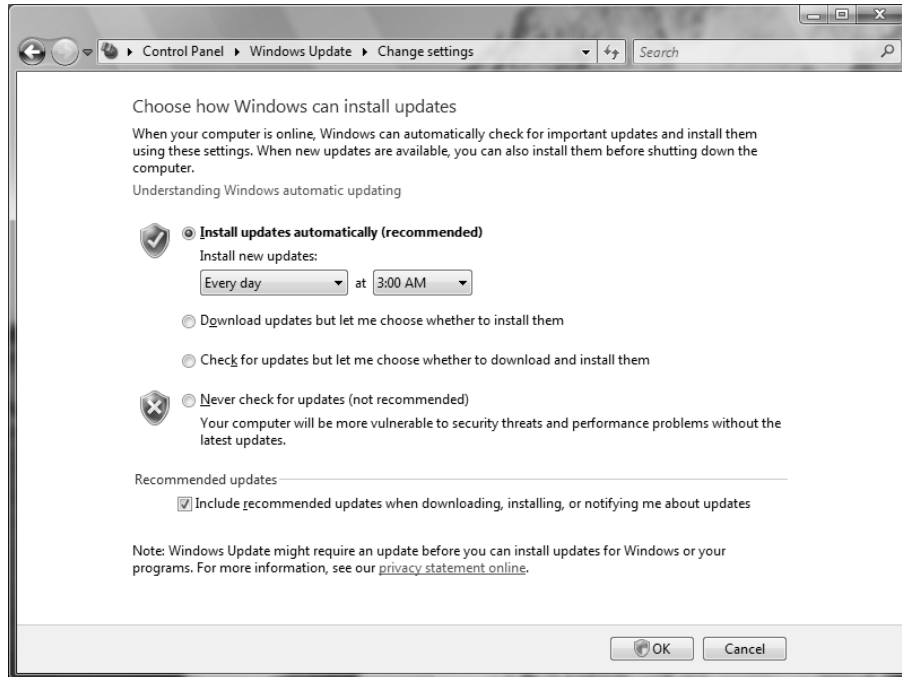 Control Panel Windows Update Change settings Search
Choose how Windows can install updates
When your computer is online, Windows can automatically check for important updates and install them
using these settings. When new updates are available, you can also install them before shutting down the
computer.
Understanding Windows automatic updating
Install updates automatically (recommended)
Install new updates:
Every day at 3:00 AM
Download updates but let me choose whether to install them
Check for updates but let me choose whether to download and install them
Never check for updates (not recommended)
Your computer will be more vulnerable to security threats and performance problems without the
latest updates.
Recommended updates
Include recommended updates when downloading, installing, or notifying me about updates
Note: Windows Update might require an update before you can install updates for Windows or your
programs. For more information, see our privacy statement online.
OK Cancel